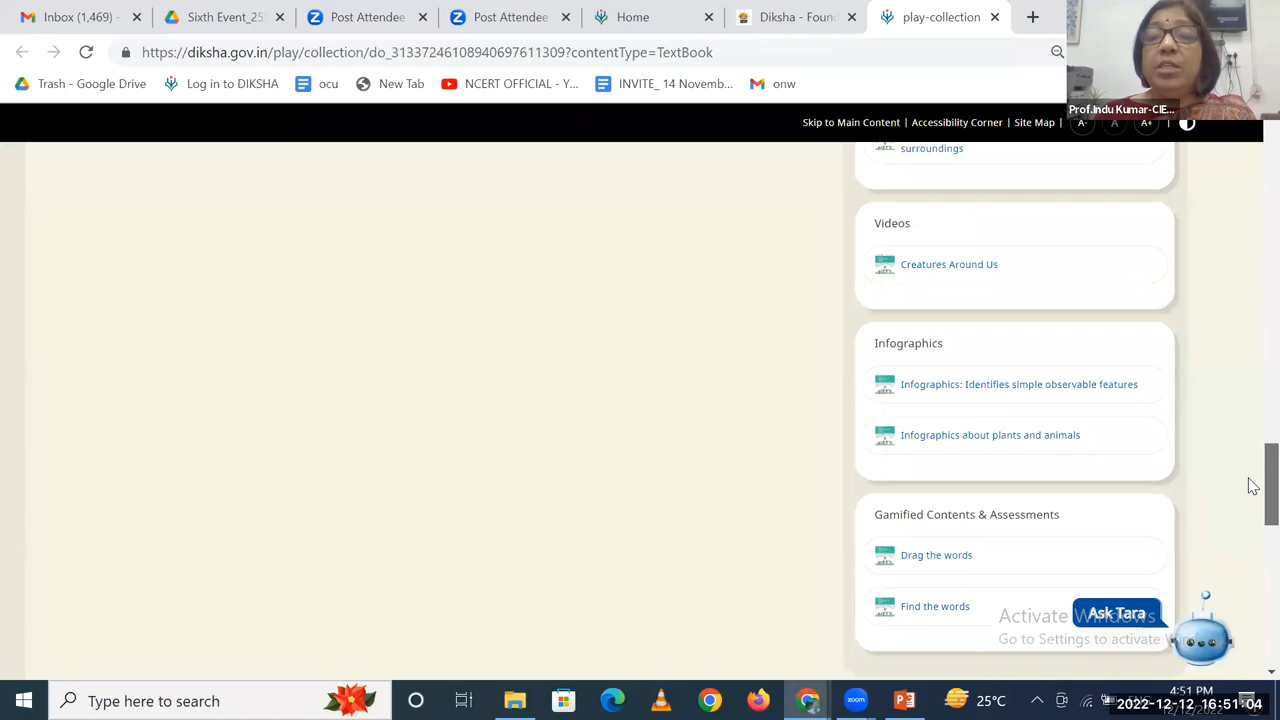 Inbox (1,469) -
Sixth Event_25
Post Attendee
Post Attendee
Home
Diksha - Foun
play-collection
https://diksha.gov.in/play/collection/do_31337246108940697611309?contentType=TextBook
Trash - Google Drive
Log in to DIKSHA
ocu
New Tab
NCERT OFFICIAL - Y...
INVITE_ 14 Novemb...
onw
Prof.Indu Kumar-CIE...
Skip to Main Content | Accessibility Corner | Site Map | A- A A+ |
surroundings
Videos
Creatures Around Us
Infographics
Infographics: Identifies simple observable features
Infographics about plants and animals
Gamified Contents & Assessments
Drag the words
Find the words
Ask Tara
Activate Windows
Go to Settings to activate
Type here to search
zoom
25°C
ENG
4:51 PM
2022-12-12 16:51:04